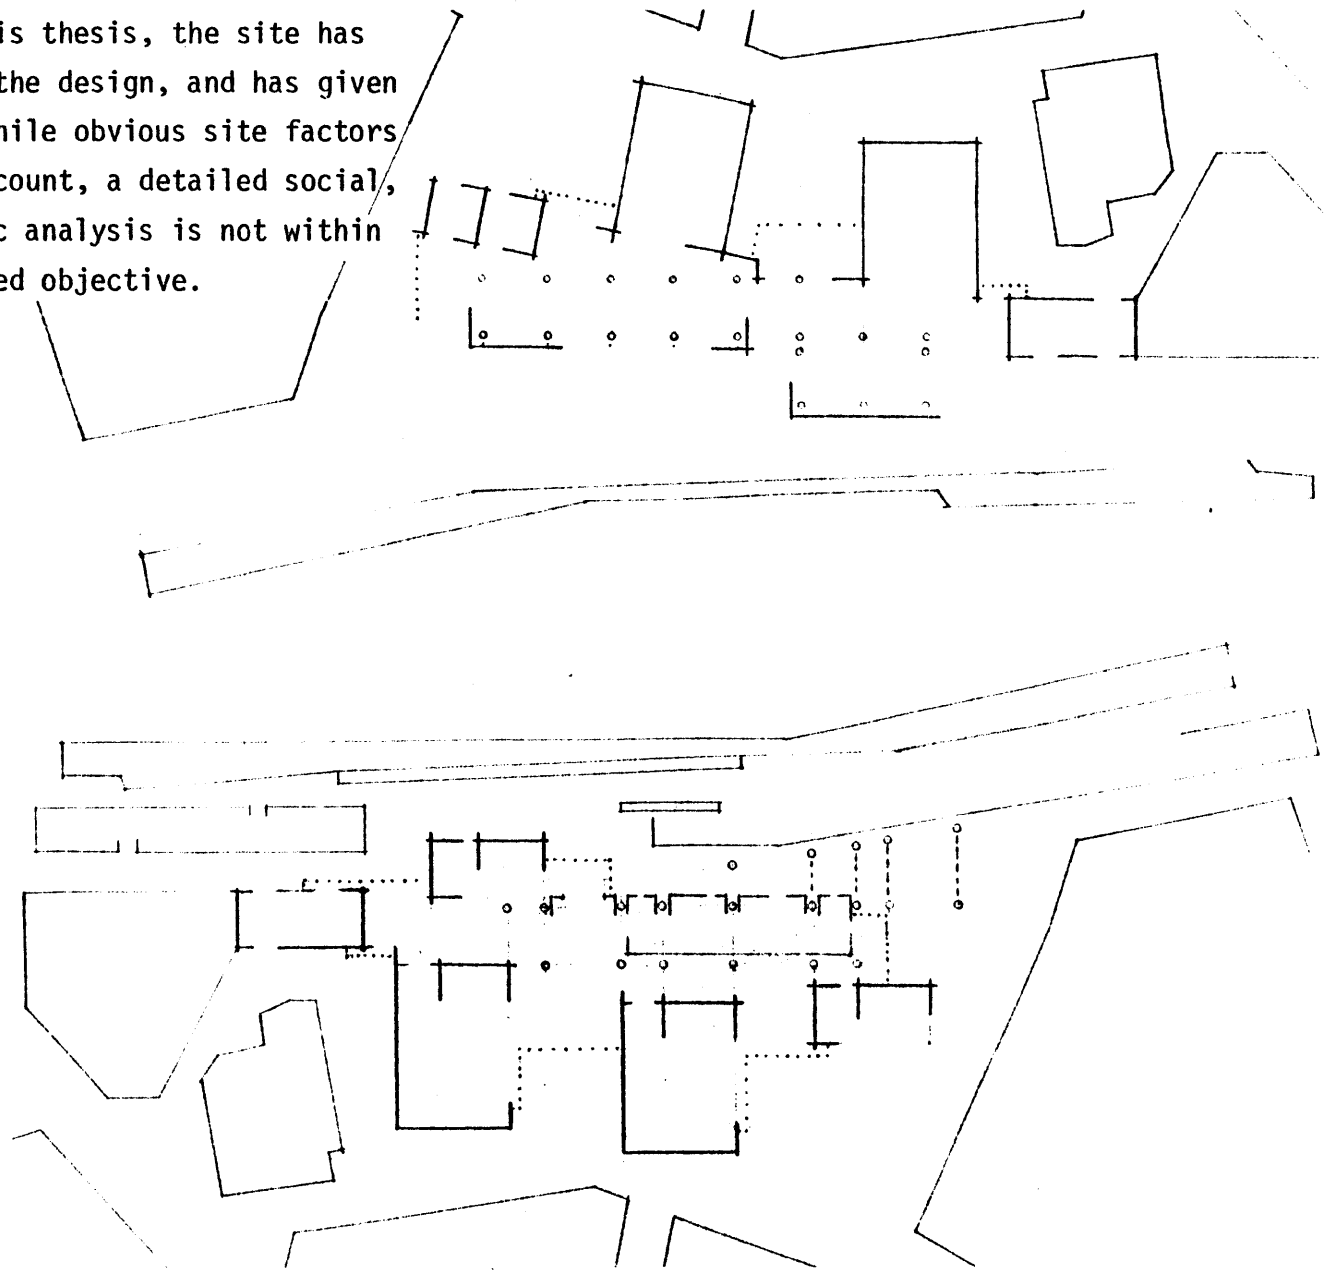 is thesis, the site has
the design, and has given
hile obvious site factors
count, a detailed social,
c analysis is not within
ed objective.